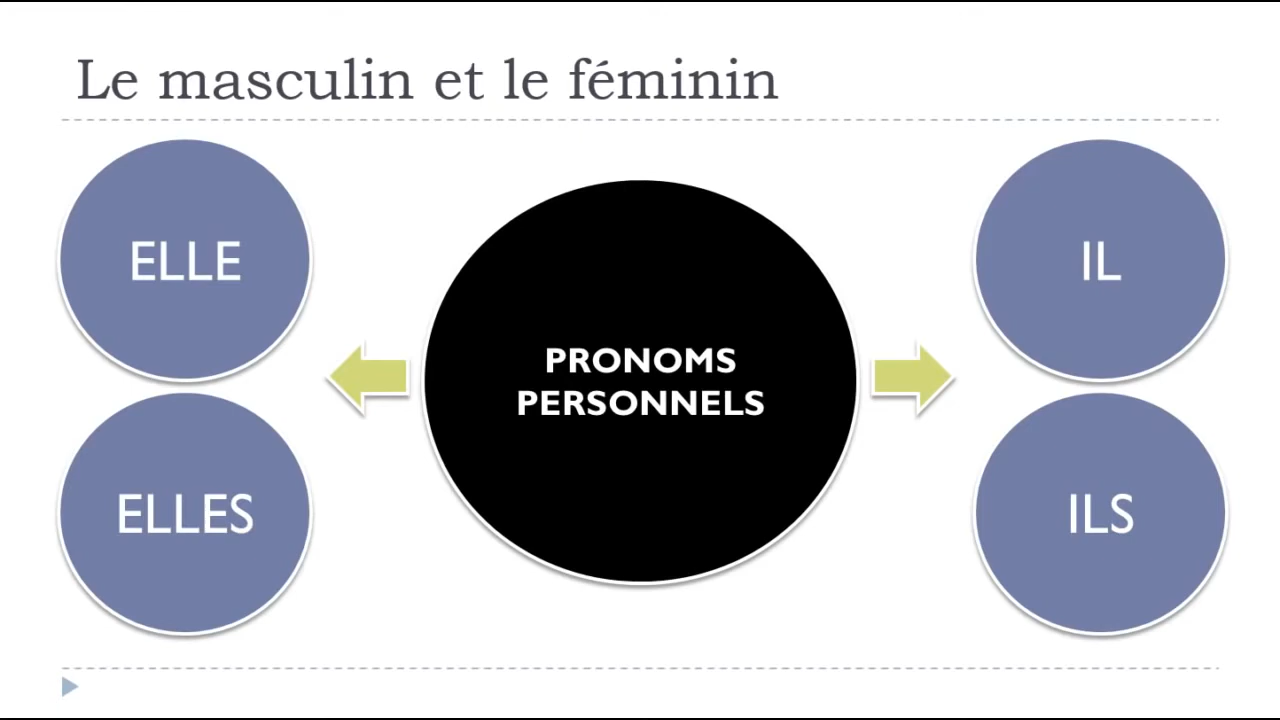 Le masculin et le féminin
ELLE
ELLES
PRONOMS
PERSONNELS
IL
ILS